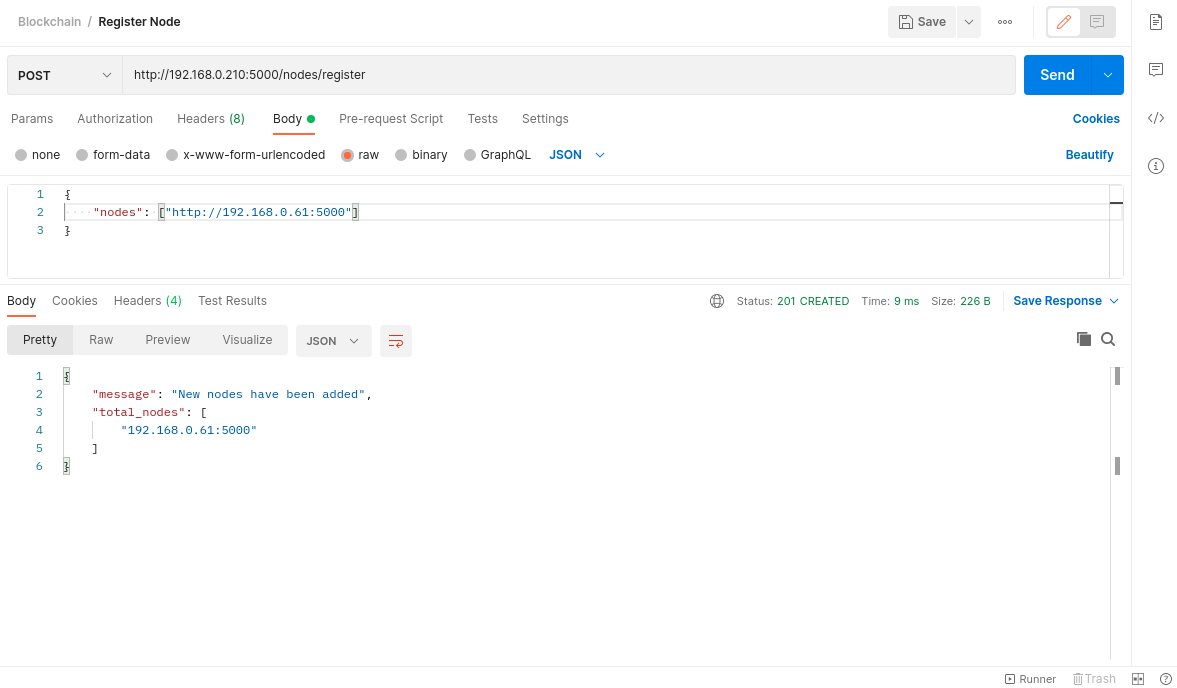 Blockchain / Register Node
Save
POST http://192.168.0.210:5000/nodes/register Send
Params Authorization Headers (8) Body Pre-request Script Tests Settings Cookies
none form-data x-www-form-urlencoded raw binary GraphQL JSON Beautify
1 {
2 ····"nodes":·["http://192.168.0.61:5000"]
3 }
Body Cookies Headers (4) Test Results Status: 201 CREATED Time: 9 ms Size: 226 B Save Response
Pretty Raw Preview Visualize JSON
1 {
2 "message": "New nodes have been added",
3 "total_nodes": [
4 "192.168.0.61:5000"
5 ]
6 }
Runner Trash